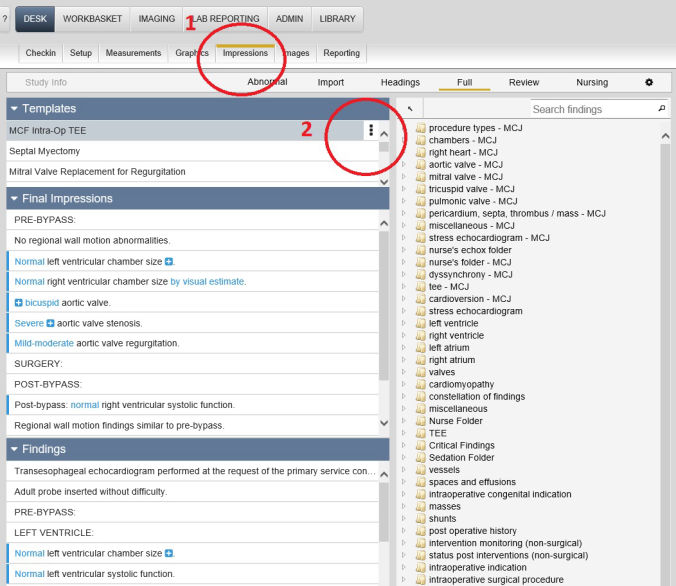 ?
DESK
WORKBASKET
IMAGING
LAB REPORTING
ADMIN
LIBRARY
1
Checkin
Setup
Measurements
Graphics
Impressions
Images
Reporting
Study Info
Abnormal
Import
Headings
Full
Review
Nursing
Templates
MCF Intra-Op TEE
2
Septal Myectomy
Mitral Valve Replacement for Regurgitation
Final Impressions
PRE-BYPASS:
No regional wall motion abnormalities.
Normal left ventricular chamber size.
Normal right ventricular chamber size by visual estimate.
bicuspid aortic valve.
Severe aortic valve stenosis.
Mild-moderate aortic valve regurgitation.
SURGERY:
POST-BYPASS:
Post-bypass: normal right ventricular systolic function.
Regional wall motion findings similar to pre-bypass.
Findings
Transesophageal echocardiogram performed at the request of the primary service con...
Adult probe inserted without difficulty.
PRE-BYPASS:
LEFT VENTRICLE:
Normal left ventricular chamber size.
Normal left ventricular systolic function.
Search findings
procedure types - MCJ
chambers - MCJ
right heart - MCJ
aortic valve - MCJ
mitral valve - MCJ
tricuspid valve - MCJ
pulmonic valve - MCJ
pericardium, septa, thrombus / mass - MCJ
miscellaneous - MCJ
stress echocardiogram - MCJ
nurse's echox folder
nurse's folder - MCJ
dyssynchrony - MCJ
tee - MCJ
cardioversion - MCJ
stress echocardiogram
left ventricle
right ventricle
left atrium
right atrium
valves
cardiomyopathy
constellation of findings
miscellaneous
Nurse Folder
TEE
Critical Findings
Sedation Folder
vessels
spaces and effusions
intraoperative congenital indication
masses
shunts
post operative history
intervention monitoring (non-surgical)
status post interventions (non-surgical)
intraoperative indication
intraoperative surgical procedure